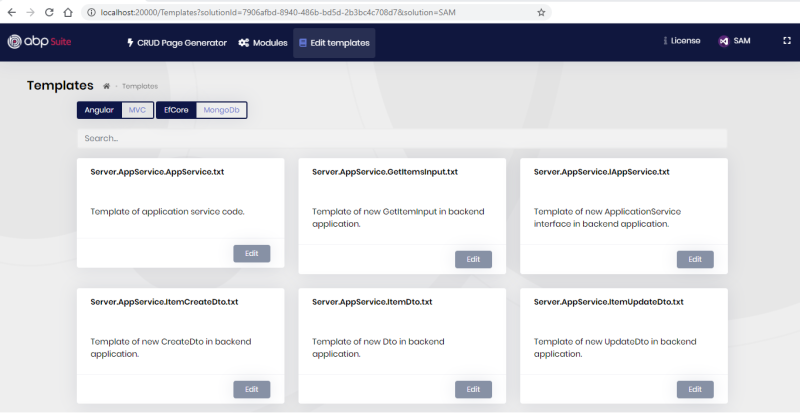 localhost:20000/Templates?solutionId=7906afbd-8940-486b-bd5d-2b3bc4c708d7&solution=SAM
abp Suite
CRUD Page Generator
Modules
Edit templates
License
SAM
Templates
- Templates
Angular MVC EfCore MongoDb
Search...
Server.AppService.AppService.txt
Template of application service code.
Edit
Server.AppService.GetItemsInput.txt
Template of new GetItemInput in backend
application.
Edit
Server.AppService.IAppService.txt
Template of new ApplicationService
interface in backend application.
Edit
Server.AppService.ItemCreateDto.txt
Template of new CreateDto in backend
application.
Edit
Server.AppService.ItemDto.txt
Template of new Dto in backend
application.
Edit
Server.AppService.ItemUpdateDto.txt
Template of new UpdateDto in backend
application.
Edit